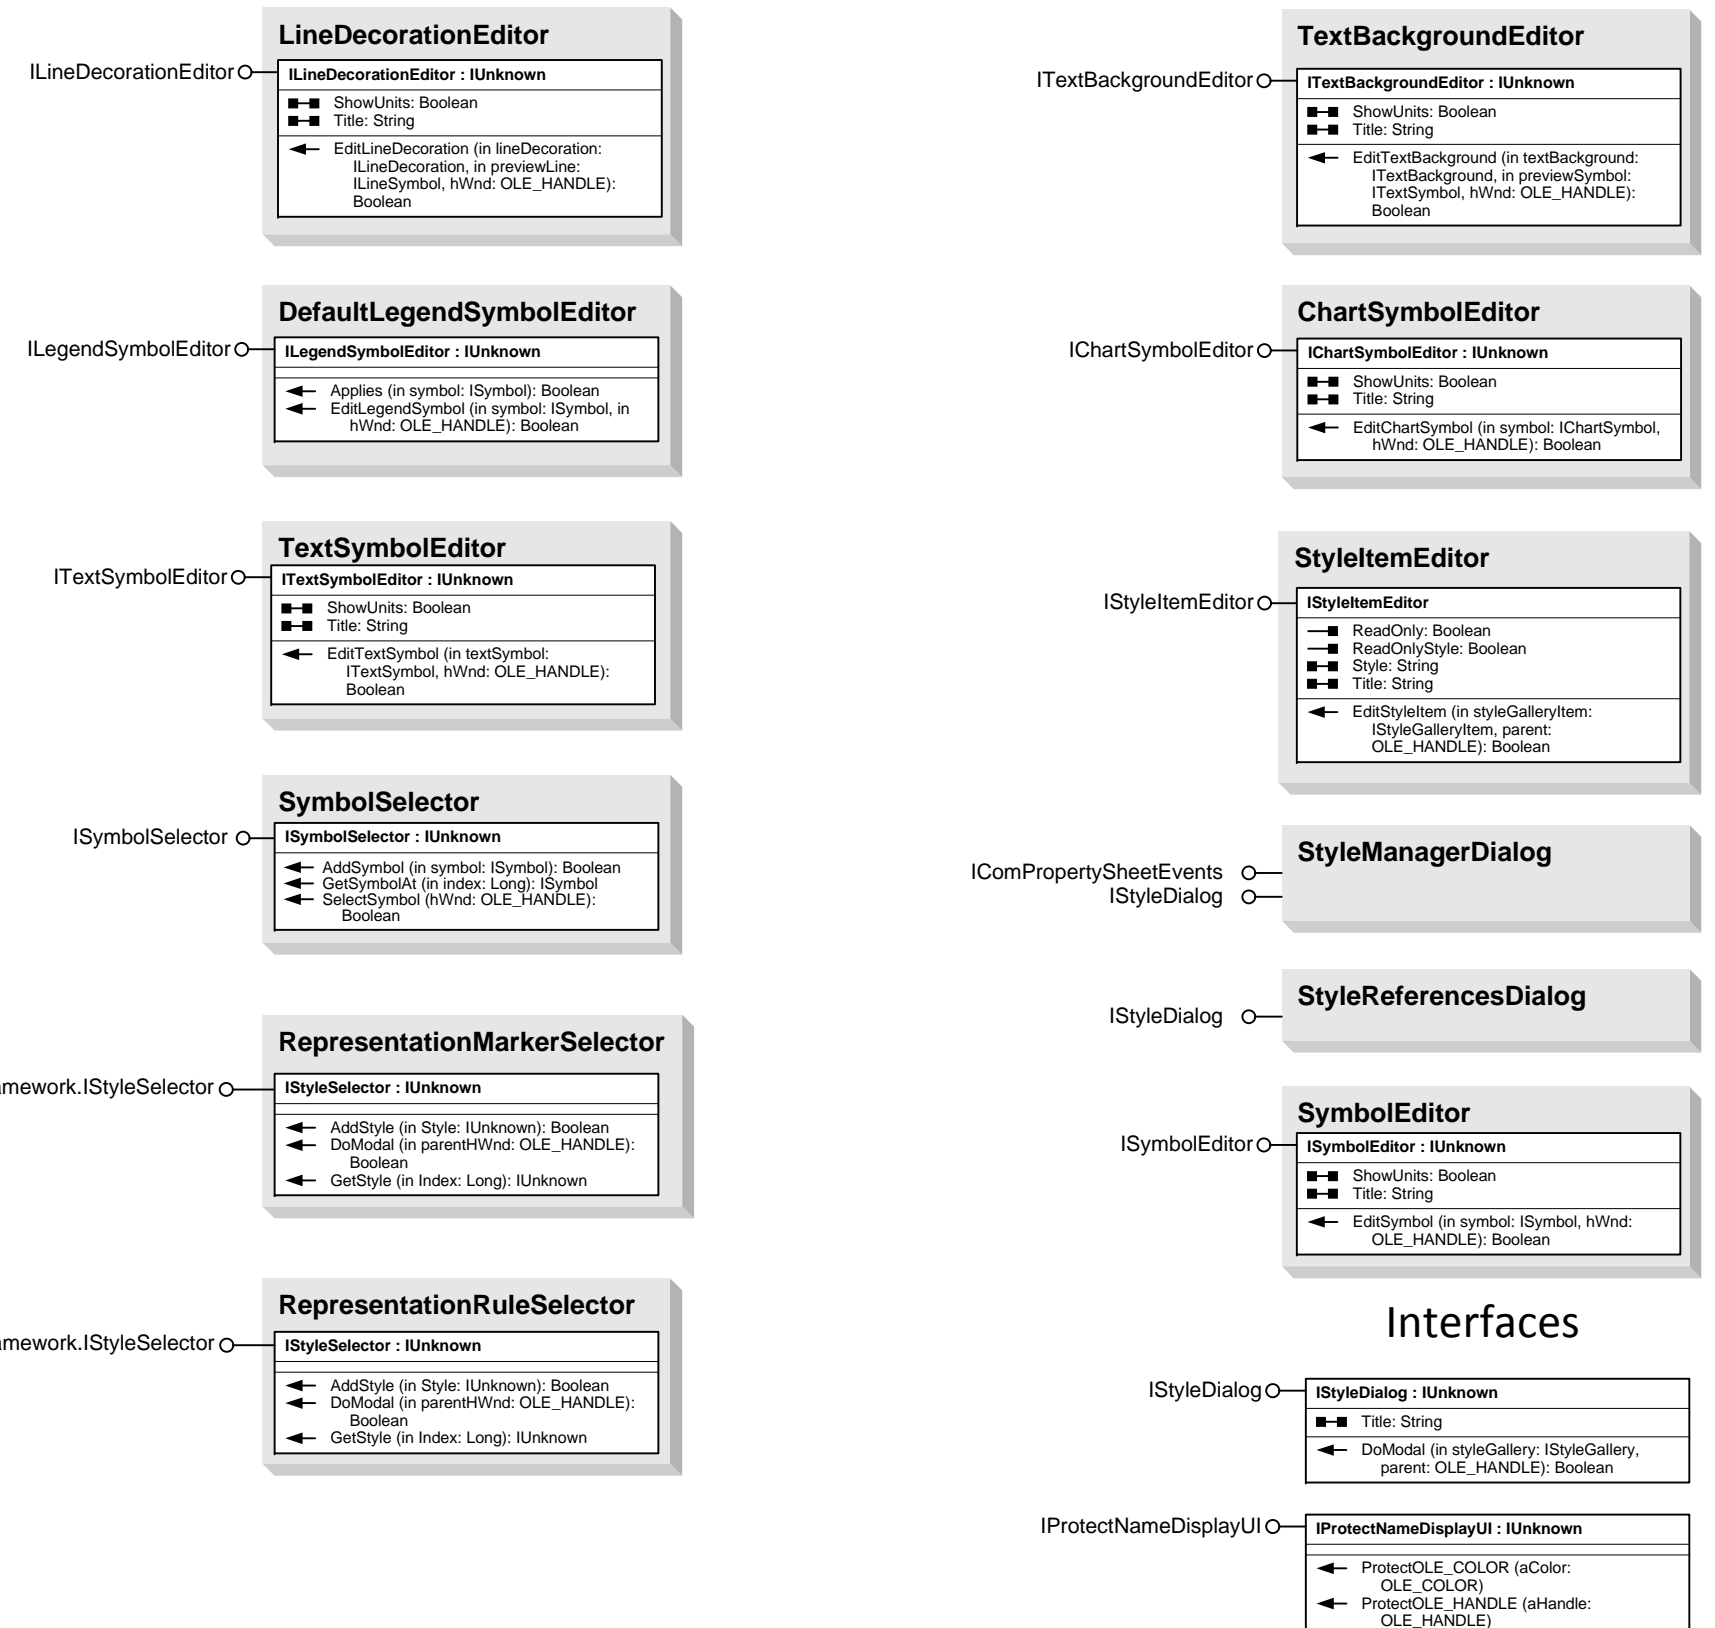 LineDecorationEditor
ILineDecorationEditor
ILineDecorationEditor : IUnknown
ShowUnits: Boolean
Title: String
EditLineDecoration (in lineDecoration:
ILineDecoration, in previewLine:
ILineSymbol, hWnd: OLE_HANDLE):
Boolean
DefaultLegendSymbolEditor
ILegendSymbolEditor
ILegendSymbolEditor : IUnknown
Applies (in symbol: ISymbol): Boolean
EditLegendSymbol (in symbol: ISymbol, in
hWnd: OLE_HANDLE): Boolean
TextSymbolEditor
ITextSymbolEditor
ITextSymbolEditor : IUnknown
ShowUnits: Boolean
Title: String
EditTextSymbol (in textSymbol:
ITextSymbol, hWnd: OLE_HANDLE):
Boolean
SymbolSelector
ISymbolSelector
ISymbolSelector : IUnknown
AddSymbol (in symbol: ISymbol): Boolean
GetSymbolAt (in index: Long): ISymbol
SelectSymbol (hWnd: OLE_HANDLE):
Boolean
RepresentationMarkerSelector
amework.IStyleSelector
IStyleSelector : IUnknown
AddStyle (in Style: IUnknown): Boolean
DoModal (in parentHWnd: OLE_HANDLE):
Boolean
GetStyle (in Index: Long): IUnknown
RepresentationRuleSelector
amework.IStyleSelector
IStyleSelector : IUnknown
AddStyle (in Style: IUnknown): Boolean
DoModal (in parentHWnd: OLE_HANDLE):
Boolean
GetStyle (in Index: Long): IUnknown
TextBackgroundEditor
ITextBackgroundEditor
ITextBackgroundEditor : IUnknown
ShowUnits: Boolean
Title: String
EditTextBackground (in textBackground:
ITextBackground, in previewSymbol:
ITextSymbol, hWnd: OLE_HANDLE):
Boolean
ChartSymbolEditor
IChartSymbolEditor
IChartSymbolEditor : IUnknown
ShowUnits: Boolean
Title: String
EditChartSymbol (in symbol: IChartSymbol,
hWnd: OLE_HANDLE): Boolean
StyleItemEditor
IStyleItemEditor
IStyleItemEditor
ReadOnly: Boolean
ReadOnlyStyle: Boolean
Style: String
Title: String
EditStyleItem (in styleGalleryItem:
IStyleGalleryItem, parent:
OLE_HANDLE): Boolean
StyleManagerDialog
IComPropertySheetEvents
IStyleDialog
StyleReferencesDialog
IStyleDialog
SymbolEditor
ISymbolEditor
ISymbolEditor : IUnknown
ShowUnits: Boolean
Title: String
EditSymbol (in symbol: ISymbol, hWnd:
OLE_HANDLE): Boolean
Interfaces
IStyleDialog
IStyleDialog : IUnknown
Title: String
DoModal (in styleGallery: IStyleGallery,
parent: OLE_HANDLE): Boolean
IProtectNameDisplayUI
IProtectNameDisplayUI : IUnknown
ProtectOLE_COLOR (aColor:
OLE_COLOR)
ProtectOLE_HANDLE (aHandle:
OLE_HANDLE)